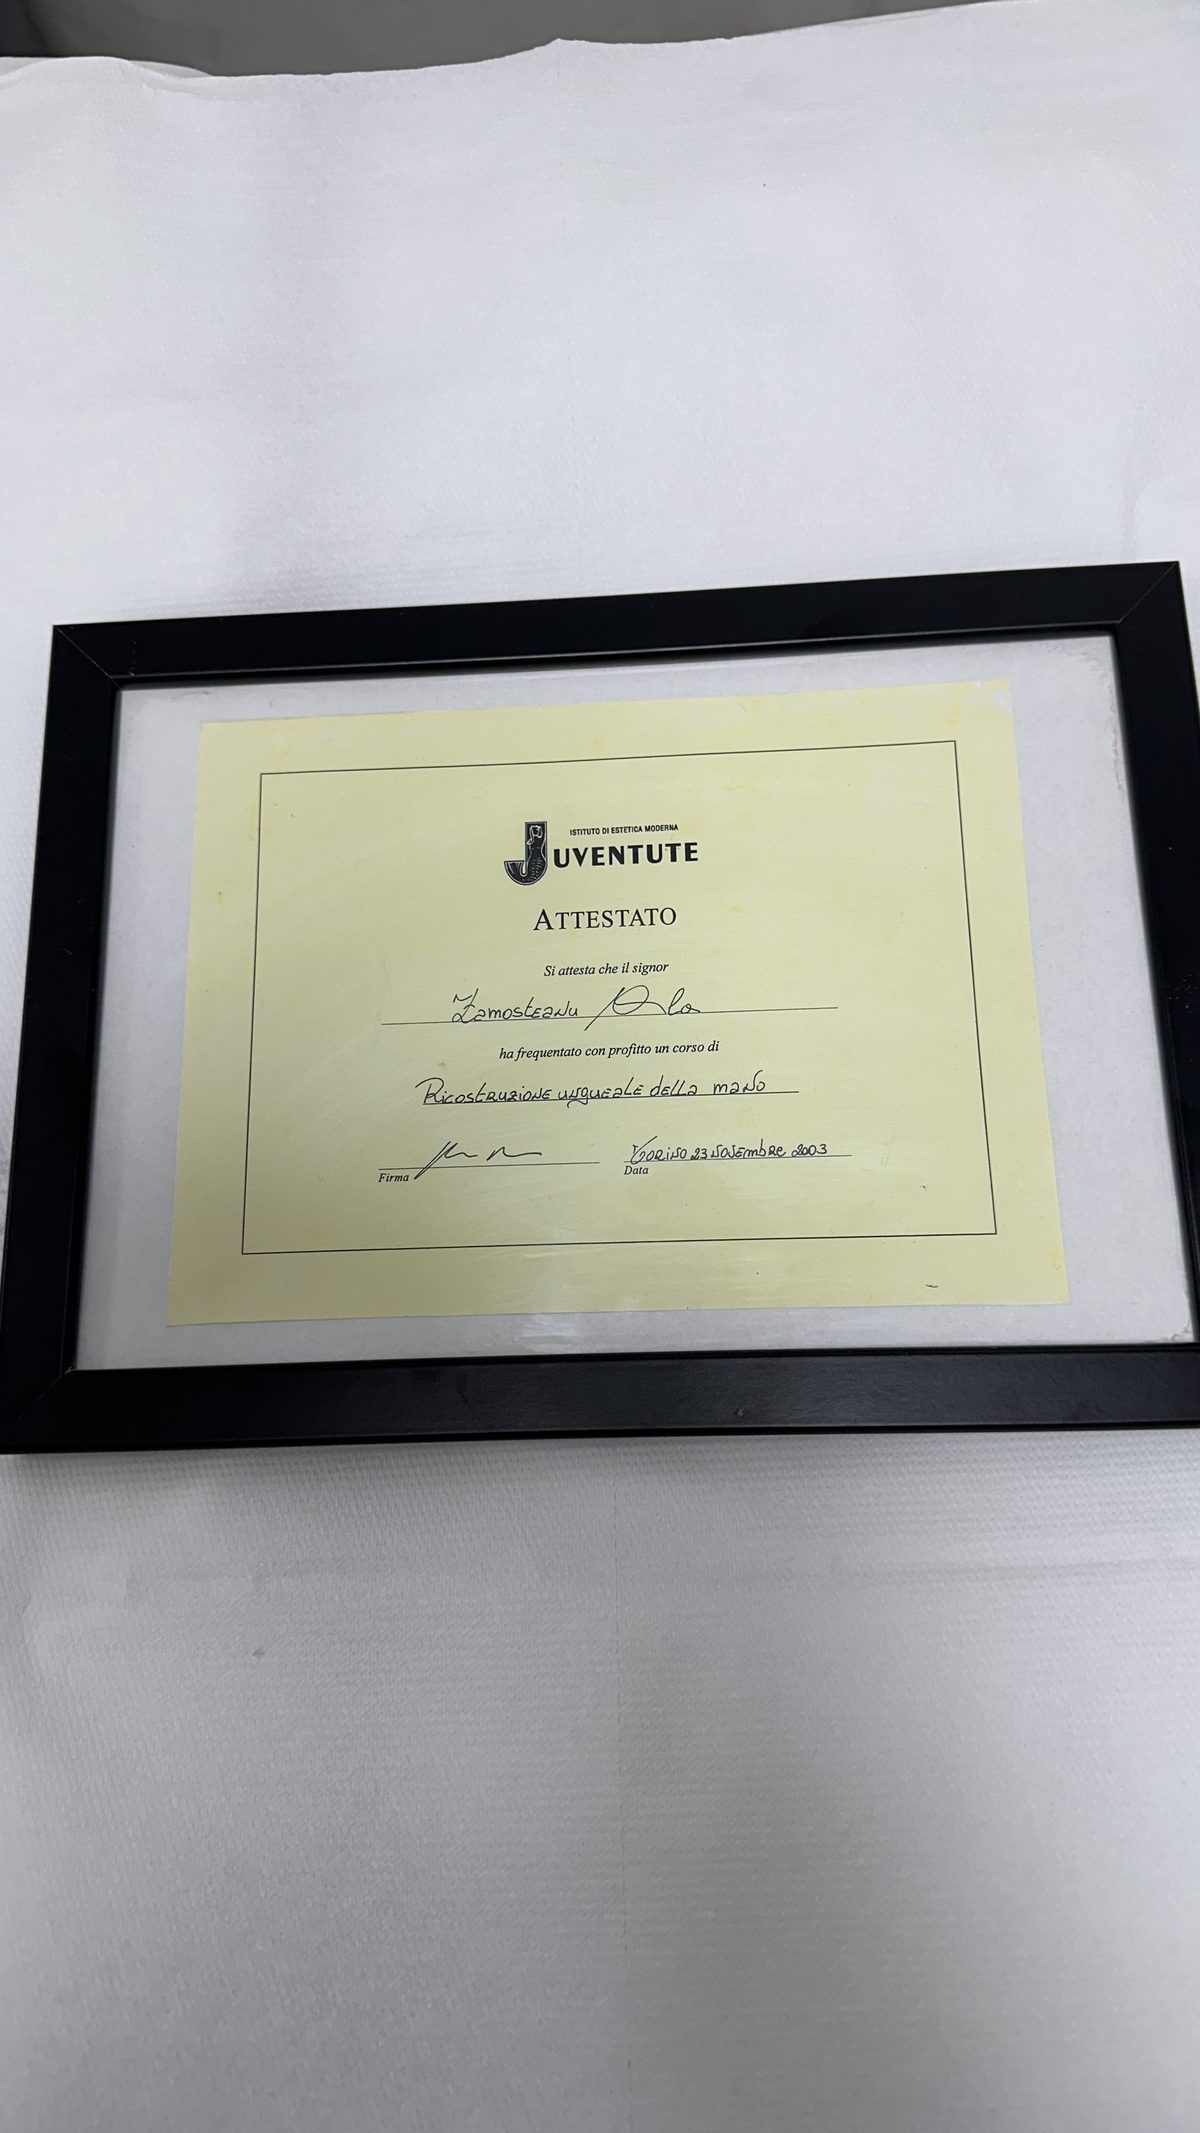 ISTITUTO DI ESTETICA MODERNA
JUVENTUTE
ATTESTATO
Si attesta che il signor
Zamosteanu
ha frequentato con profitto un corso di
Ricostruzione ungueale della mano
Torino 23 novembre 2003
Firma
Data